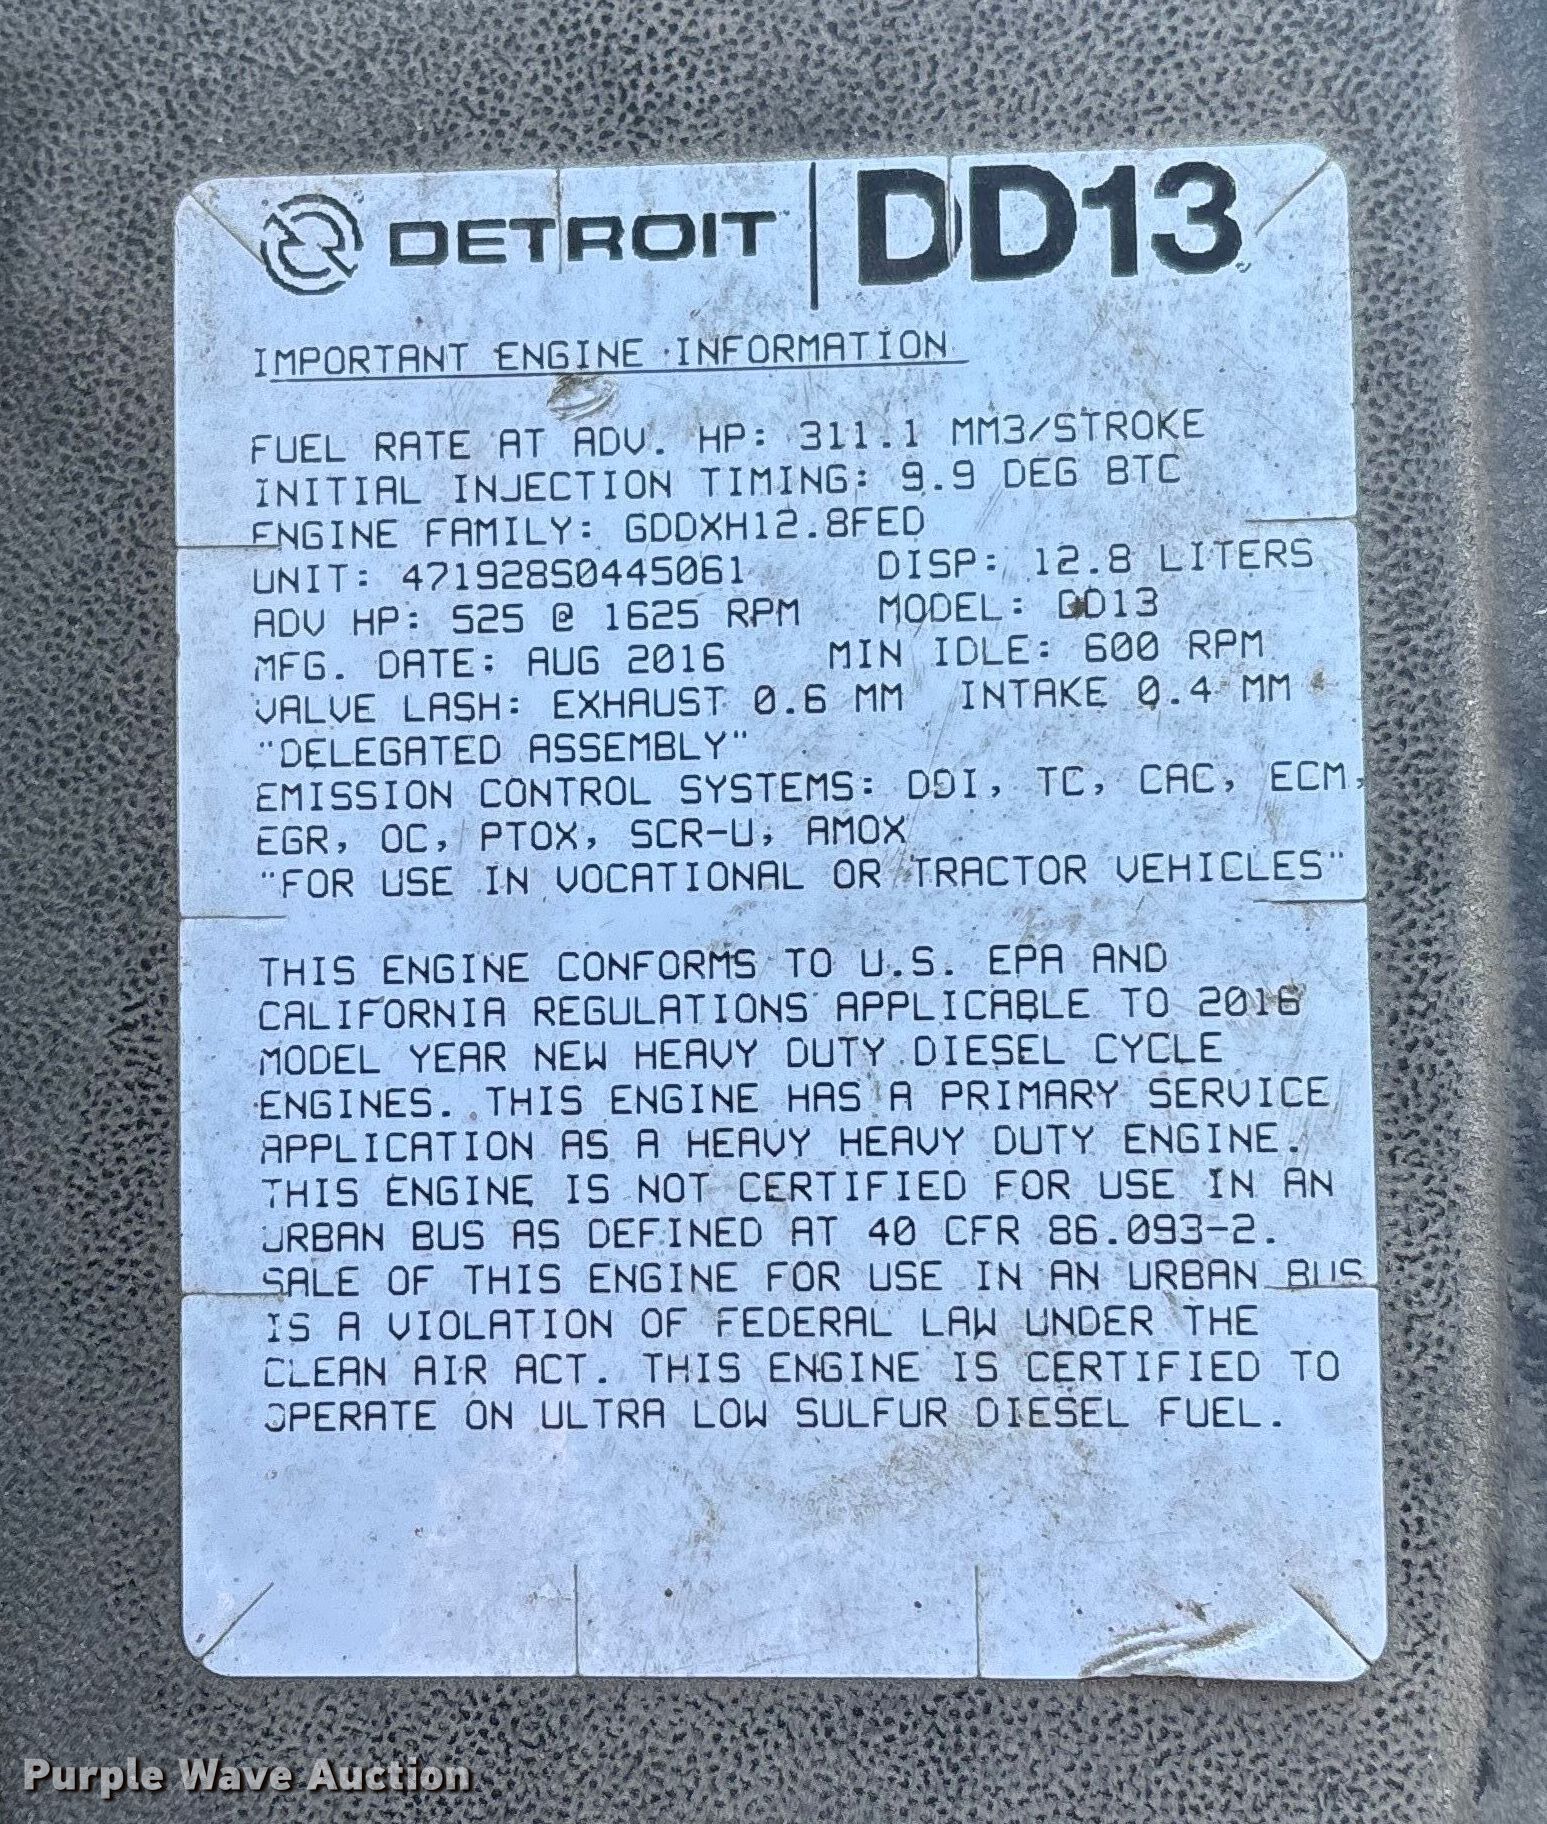 DETROIT | DD13
IMPORTANT ENGINE INFORMATION
FUEL RATE AT ADV. HP: 311.1 MM3/STROKE
INITIAL INJECTION TIMING: 9.9 DEG BTC
ENGINE FAMILY: GDDXH12.8FED
UNIT: 471928S0445061 DISP: 12.8 LITERS
ADV HP: 525 @ 1625 RPM MODEL: DD13
MFG. DATE: AUG 2016 MIN IDLE: 600 RPM
VALVE LASH: EXHAUST 0.6 MM INTAKE 0.4 MM
"DELEGATED ASSEMBLY"
EMISSION CONTROL SYSTEMS: DDI, TC, CAC, ECM,
EGR, OC, PTOX, SCR-U, AMOX
"FOR USE IN VOCATIONAL OR TRACTOR VEHICLES"
THIS ENGINE CONFORMS TO U.S. EPA AND
CALIFORNIA REGULATIONS APPLICABLE TO 2016
MODEL YEAR NEW HEAVY DUTY DIESEL CYCLE
ENGINES. THIS ENGINE HAS A PRIMARY SERVICE
APPLICATION AS A HEAVY HEAVY DUTY ENGINE.
THIS ENGINE IS NOT CERTIFIED FOR USE IN AN
URBAN BUS AS DEFINED AT 40 CFR 86.093-2.
SALE OF THIS ENGINE FOR USE IN AN URBAN BUS
IS A VIOLATION OF FEDERAL LAW UNDER THE
CLEAN AIR ACT. THIS ENGINE IS CERTIFIED TO
OPERATE ON ULTRA LOW SULFUR DIESEL FUEL.
Purple Wave Auction